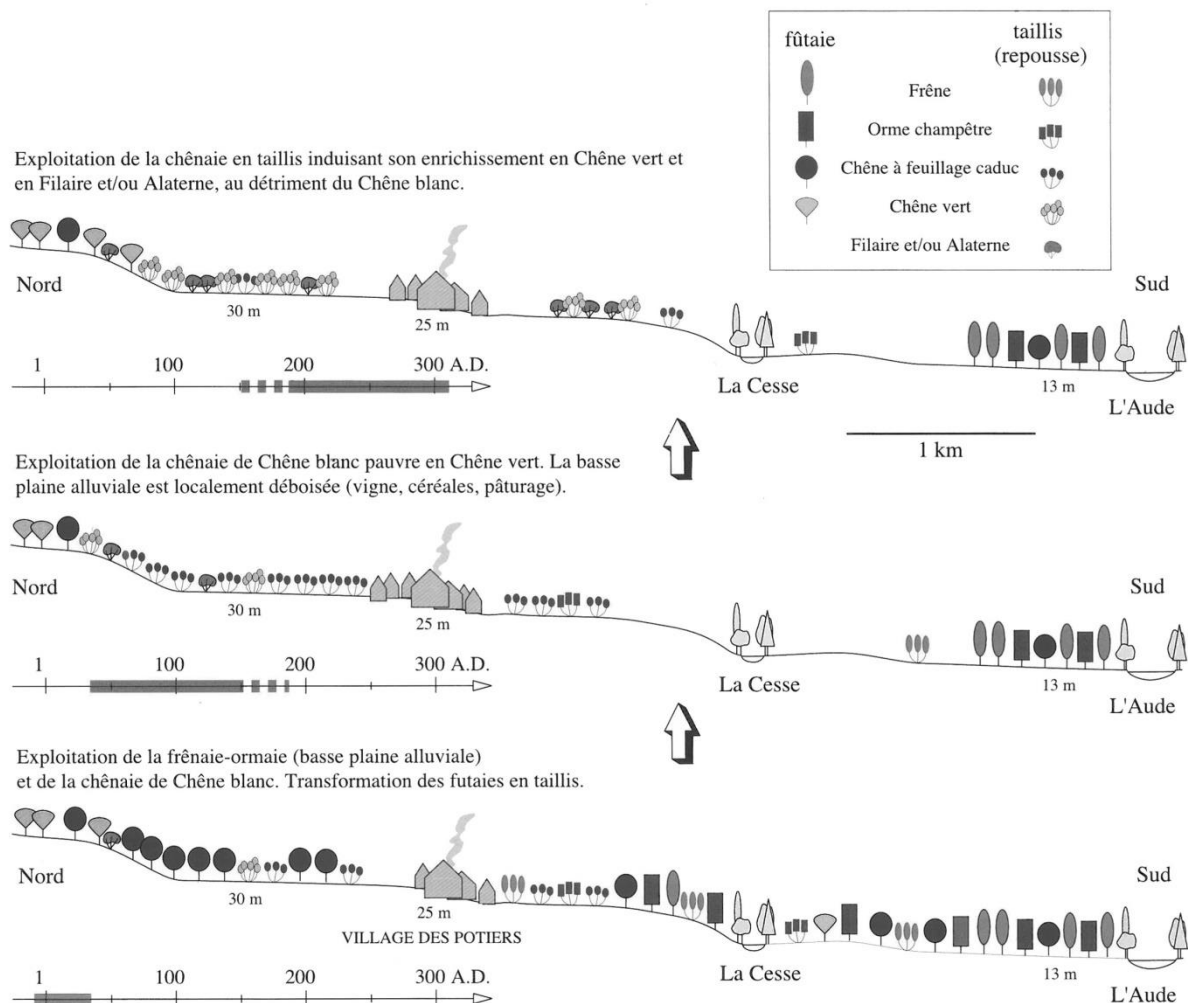 fûtaie
taillis
(repousse)
Frêne
Orme champêtre
Chêne à feuillage caduc
Chêne vert
Filaire et/ou Alaterne
Exploitation de la chênaie en taillis induisant son enrichissement en Chêne vert et
en Filaire et/ou Alaterne, au détriment du Chêne blanc.
Nord
Sud
30 m
25 m
1 100 200 300 A.D.
La Cesse
13 m
L'Aude
1 km
Exploitation de la chênaie de Chêne blanc pauvre en Chêne vert. La basse
plaine alluviale est localement déboisée (vigne, céréales, pâturage).
Nord
Sud
30 m
25 m
1 100 200 300 A.D.
La Cesse
13 m
L'Aude
Exploitation de la frênaie-ormaie (basse plaine alluviale)
et de la chênaie de Chêne blanc. Transformation des futaies en taillis.
Nord
Sud
30 m
25 m
VILLAGE DES POTIERS
1 100 200 300 A.D.
La Cesse
13 m
L'Aude